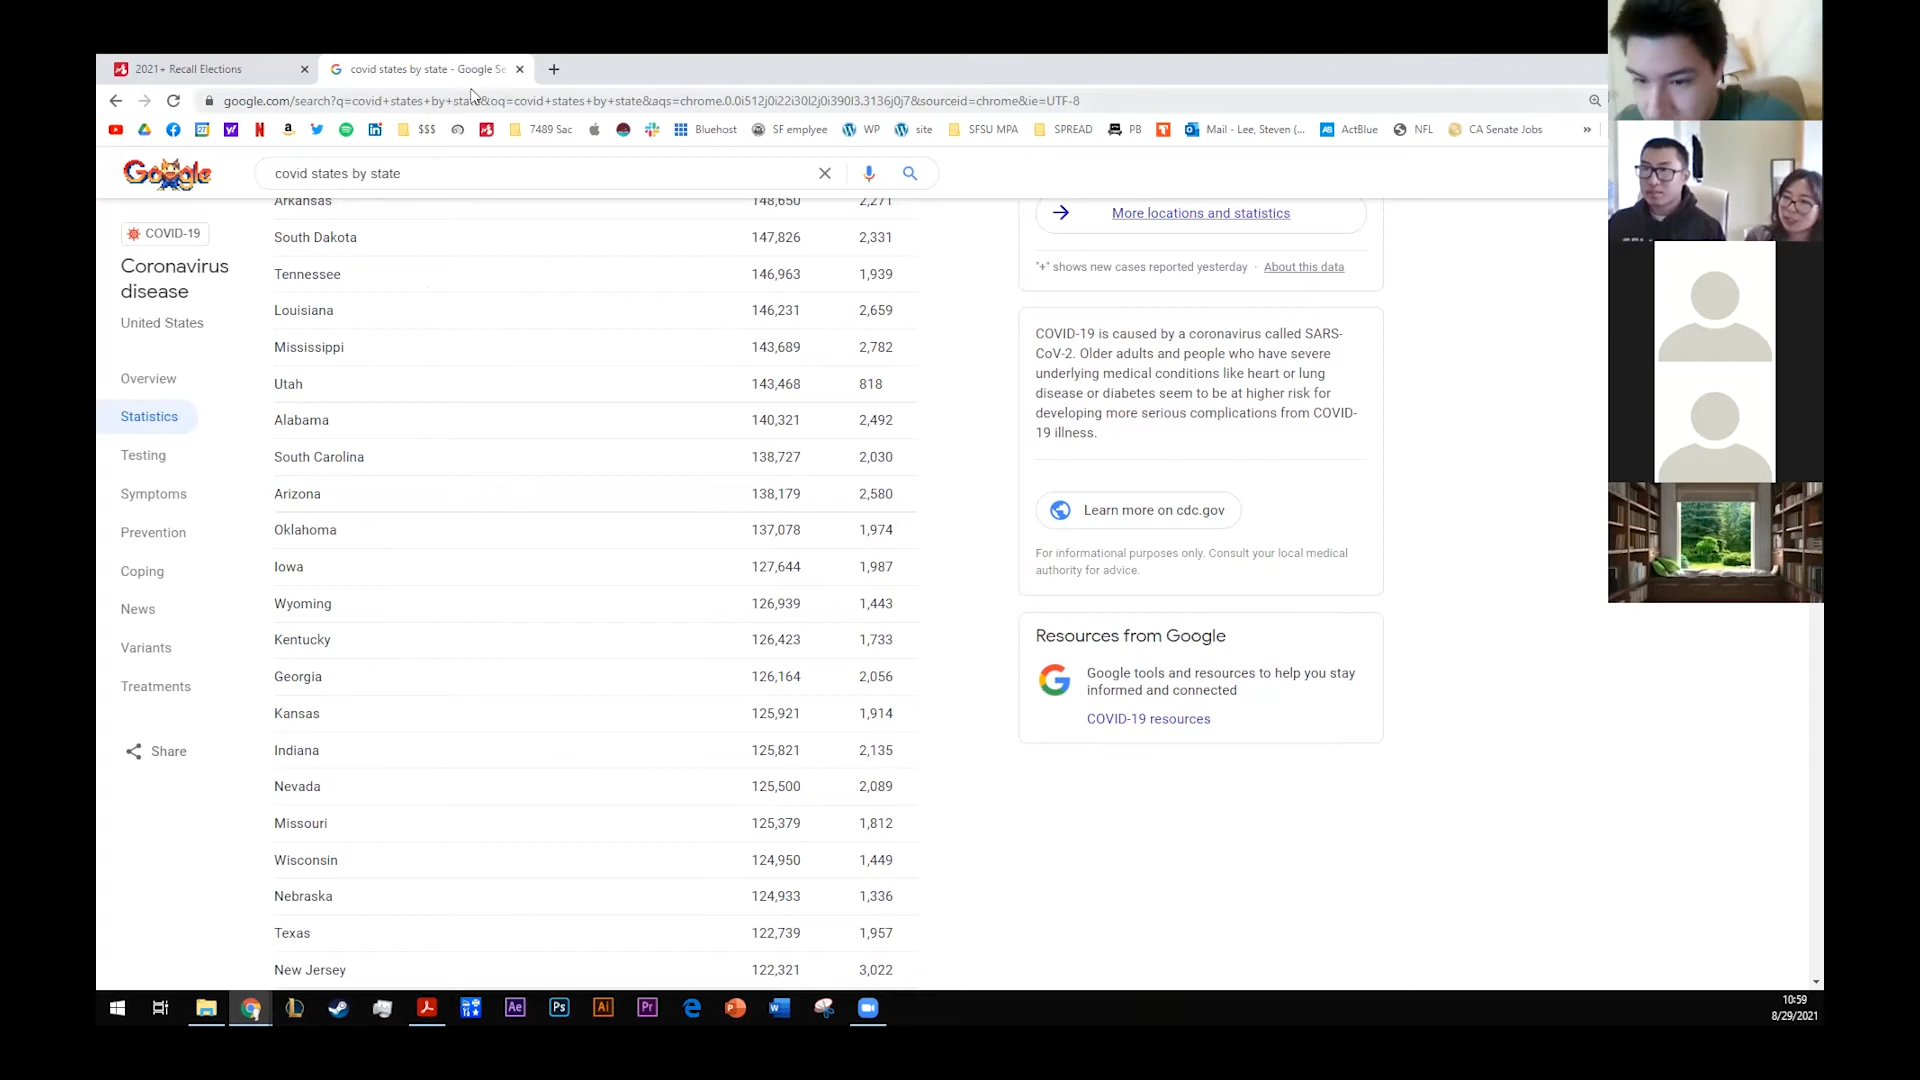 2021+ Recall Elections
covid states by state - Google Se
google.com/search?q=covid+states+by+state&oq=covid+states+by+state&aqs=chrome.0.0i512j0i22i30l2j0i390l3.3136j0j7&sourceid=chrome&ie=UTF-8
$$$
7489 Sac
Bluehost
SF emplyee
WP
site
SFSU MPA
SPREAD
PB
Mail - Lee, Steven (...
ActBlue
NFL
CA Senate Jobs
»
Google
covid states by state
COVID-19
Coronavirus
disease
United States
Overview
Statistics
Testing
Symptoms
Prevention
Coping
News
Variants
Treatments
Share
Arkansas 148,650 2,271
South Dakota 147,826 2,331
Tennessee 146,963 1,939
Louisiana 146,231 2,659
Mississippi 143,689 2,782
Utah 143,468 818
Alabama 140,321 2,492
South Carolina 138,727 2,030
Arizona 138,179 2,580
Oklahoma 137,078 1,974
Iowa 127,644 1,987
Wyoming 126,939 1,443
Kentucky 126,423 1,733
Georgia 126,164 2,056
Kansas 125,921 1,914
Indiana 125,821 2,135
Nevada 125,500 2,089
Missouri 125,379 1,812
Wisconsin 124,950 1,449
Nebraska 124,933 1,336
Texas 122,739 1,957
New Jersey 122,321 3,022
More locations and statistics
"+" shows new cases reported yesterday · About this data
COVID-19 is caused by a coronavirus called SARS-
CoV-2. Older adults and people who have severe
underlying medical conditions like heart or lung
disease or diabetes seem to be at higher risk for
developing more serious complications from COVID-
19 illness.
Learn more on cdc.gov
For informational purposes only. Consult your local medical
authority for advice.
Resources from Google
Google tools and resources to help you stay
informed and connected
COVID-19 resources
Ae
Ps
Ai
Pr
10:59
8/29/2021